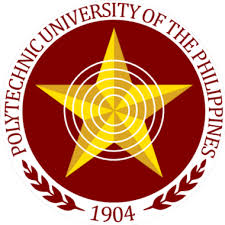 POLYTECHNIC UNIVERSITY OF THE PHILIPPINES
1904